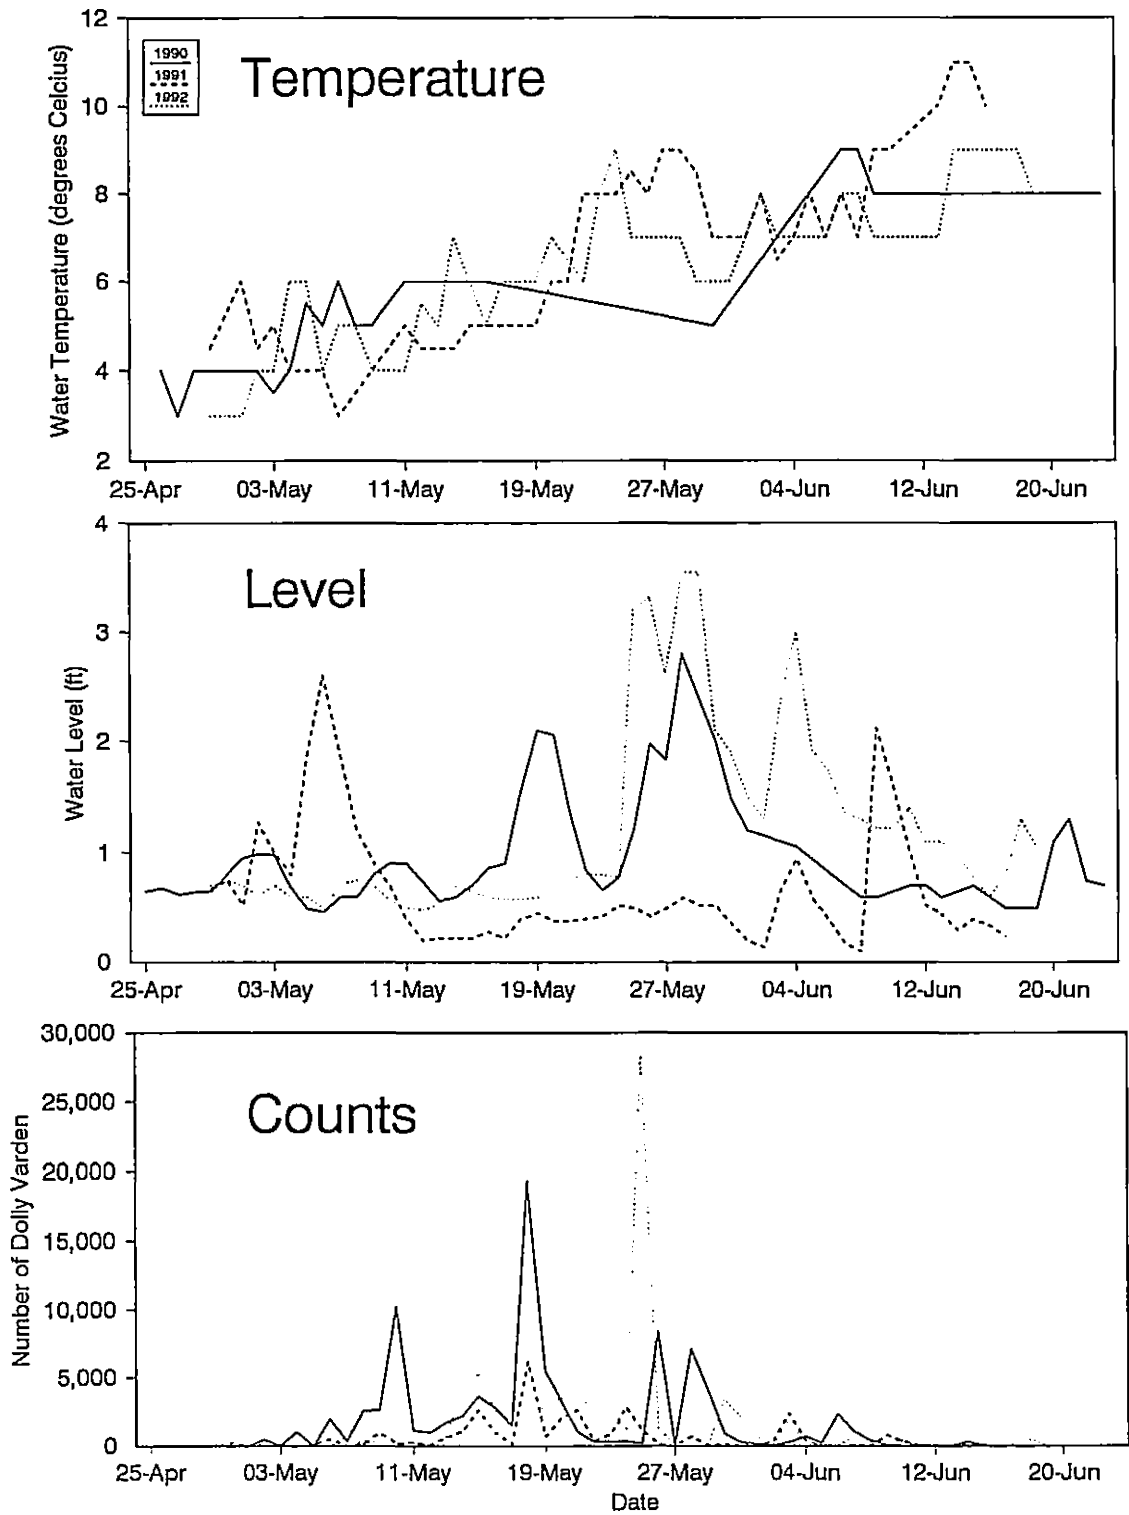 12
1990
1991
1992
Temperature
10
8
6
4
2
Water Temperature (degrees Celcius)
25-Apr 03-May 11-May 19-May 27-May 04-Jun 12-Jun 20-Jun
4
Level
3
2
1
0
Water Level (ft)
25-Apr 03-May 11-May 19-May 27-May 04-Jun 12-Jun 20-Jun
30,000
Counts
25,000
20,000
15,000
10,000
5,000
0
Number of Dolly Varden
25-Apr 03-May 11-May 19-May 27-May 04-Jun 12-Jun 20-Jun
Date